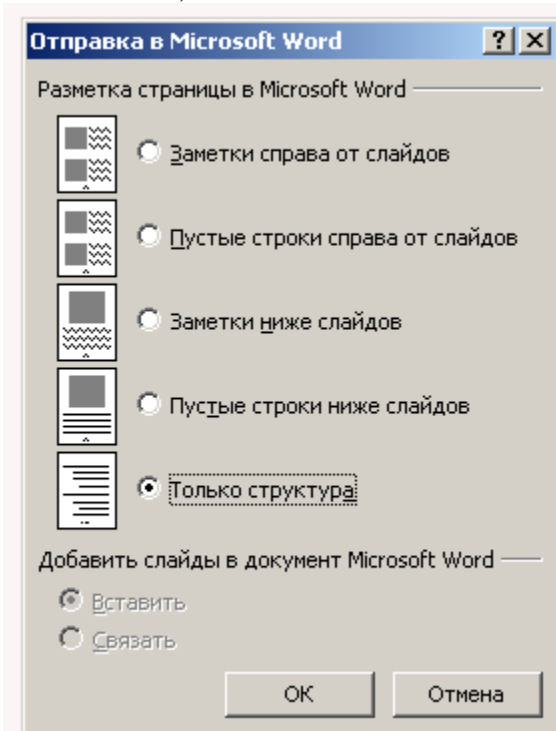 Отправка в Microsoft Word
Разметка страницы в Microsoft Word
Заметки справа от слайдов
Пустые строки справа от слайдов
Заметки ниже слайдов
Пустые строки ниже слайдов
Только структура
Добавить слайды в документ Microsoft Word
Вставить
Связать
ОК Отмена